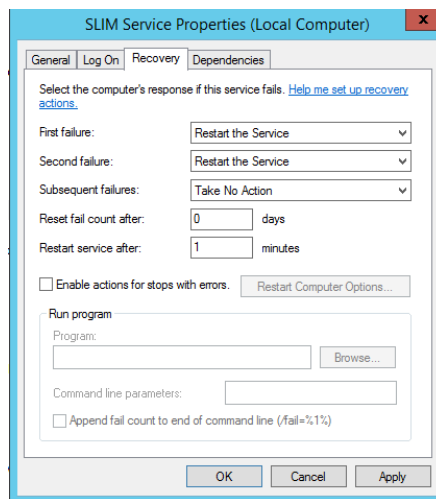 SLIM Service Properties (Local Computer)
x
General Log On Recovery Dependencies
Select the computer's response if this service fails. Help me set up recovery
actions.
First failure: Restart the Service
Second failure: Restart the Service
Subsequent failures: Take No Action
Reset fail count after: 0 days
Restart service after: 1 minutes
Enable actions for stops with errors. Restart Computer Options...
Run program
Program:
Browse...
Command line parameters:
Append fail count to end of command line (/fail=%1%)
OK Cancel Apply